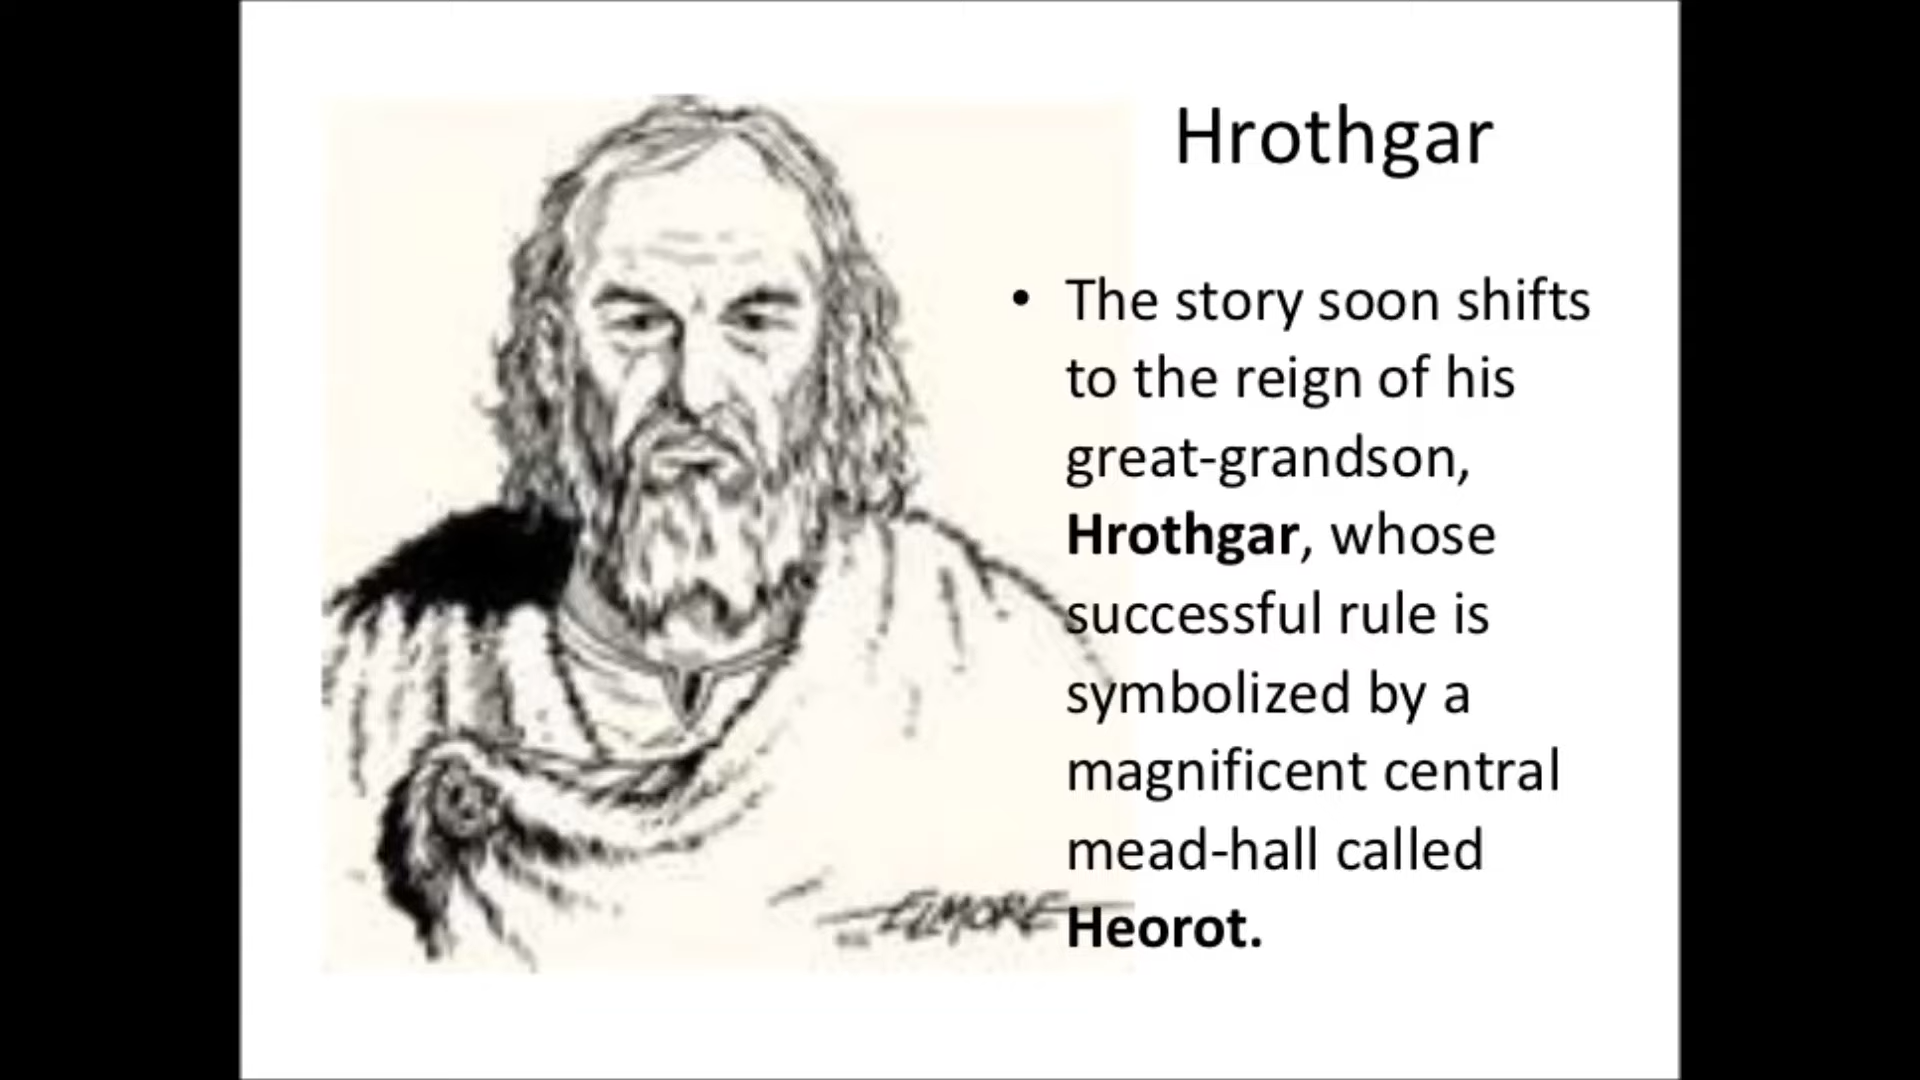 Hrothgar
• The story soon shifts
to the reign of his
great-grandson,
Hrothgar, whose
successful rule is
symbolized by a
magnificent central
mead-hall called
Heorot.
ELMORE